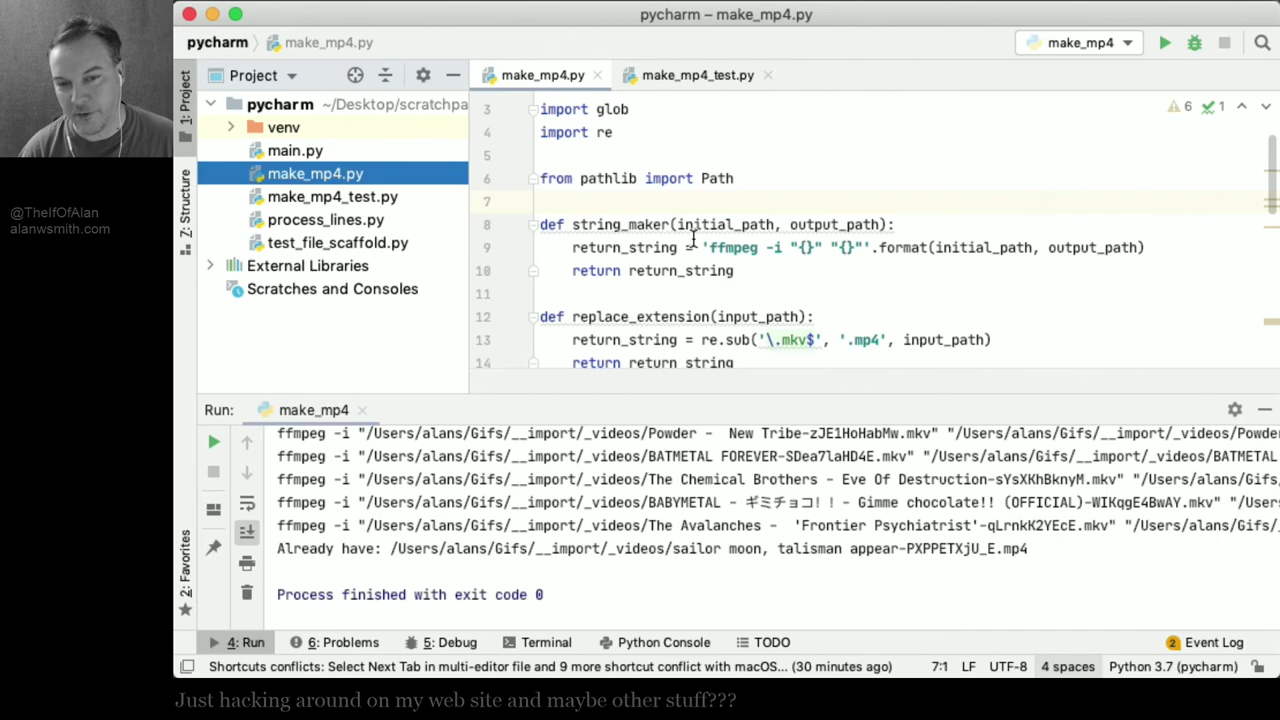 pycharm – make_mp4.py
pycharm
make_mp4.py
make_mp4
1: Project
Project
make_mp4.py
make_mp4_test.py
pycharm ~/Desktop/scratchpa
venv
main.py
make_mp4.py
make_mp4_test.py
process_lines.py
test_file_scaffold.py
External Libraries
Scratches and Consoles
Z: Structure
2: Favorites
@TheIfOfAlan
alanwsmith.com
6 1
3 import glob
4 import re
5
6 from pathlib import Path
7
8 def string_maker(initial_path, output_path):
9 return_string = 'ffmpeg -i "{}" "{}"'.format(initial_path, output_path)
10 return return_string
11
12 def replace_extension(input_path):
13 return_string = re.sub('\.mkv$', '.mp4', input_path)
14 return return_string
Run: make_mp4
ffmpeg -i "/Users/alans/Gifs/__import/_videos/Powder -  New Tribe-zJE1HoHabMw.mkv" "/Users/alans/Gifs/__import/_videos/Powde
ffmpeg -i "/Users/alans/Gifs/__import/_videos/BATMETAL FOREVER-SDea7laHD4E.mkv" "/Users/alans/Gifs/__import/_videos/BATMETAL
ffmpeg -i "/Users/alans/Gifs/__import/_videos/The Chemical Brothers - Eve Of Destruction-sYsXKhBknyM.mkv" "/Users/alans/Gifs
ffmpeg -i "/Users/alans/Gifs/__import/_videos/BABYMETAL - ギミチョコ！！- Gimme chocolate!! (OFFICIAL)-WIKqgE4BwAY.mkv" "/Users
ffmpeg -i "/Users/alans/Gifs/__import/_videos/The Avalanches -  'Frontier Psychiatrist'-qLrnkK2YEcE.mkv" "/Users/alans/Gifs/_
Already have: /Users/alans/Gifs/__import/_videos/sailor moon, talisman appear-PXPPETXjU_E.mp4
Process finished with exit code 0
4: Run
6: Problems
5: Debug
Terminal
Python Console
TODO
2 Event Log
Shortcuts conflicts: Select Next Tab in multi-editor file and 9 more shortcut conflict with macOS... (30 minutes ago)
7:1 LF UTF-8 4 spaces Python 3.7 (pycharm)
Just hacking around on my web site and maybe other stuff???